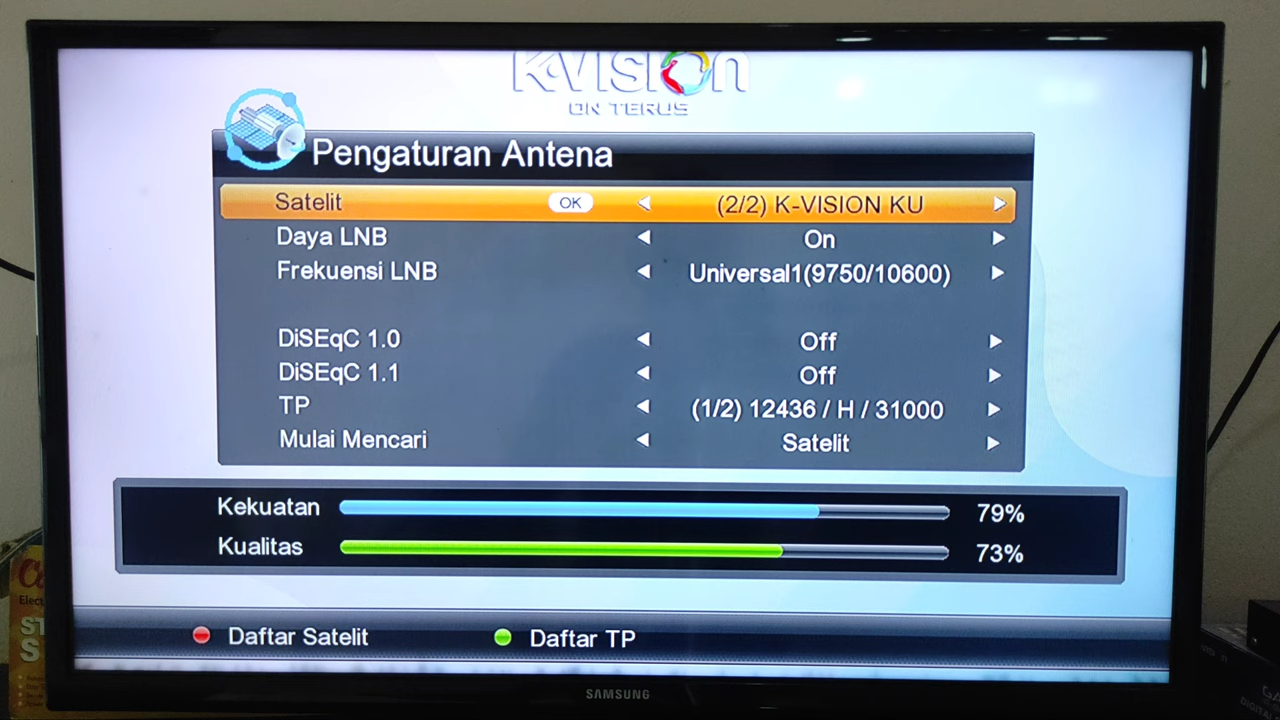 K-VISION
ON TERUS
Pengaturan Antena
Satelit OK (2/2) K-VISION KU
Daya LNB On
Frekuensi LNB Universal1(9750/10600)
DiSEqC 1.0 Off
DiSEqC 1.1 Off
TP (1/2) 12436 / H / 31000
Mulai Mencari Satelit
Kekuatan 79%
Kualitas 73%
Daftar Satelit Daftar TP
SAMSUNG